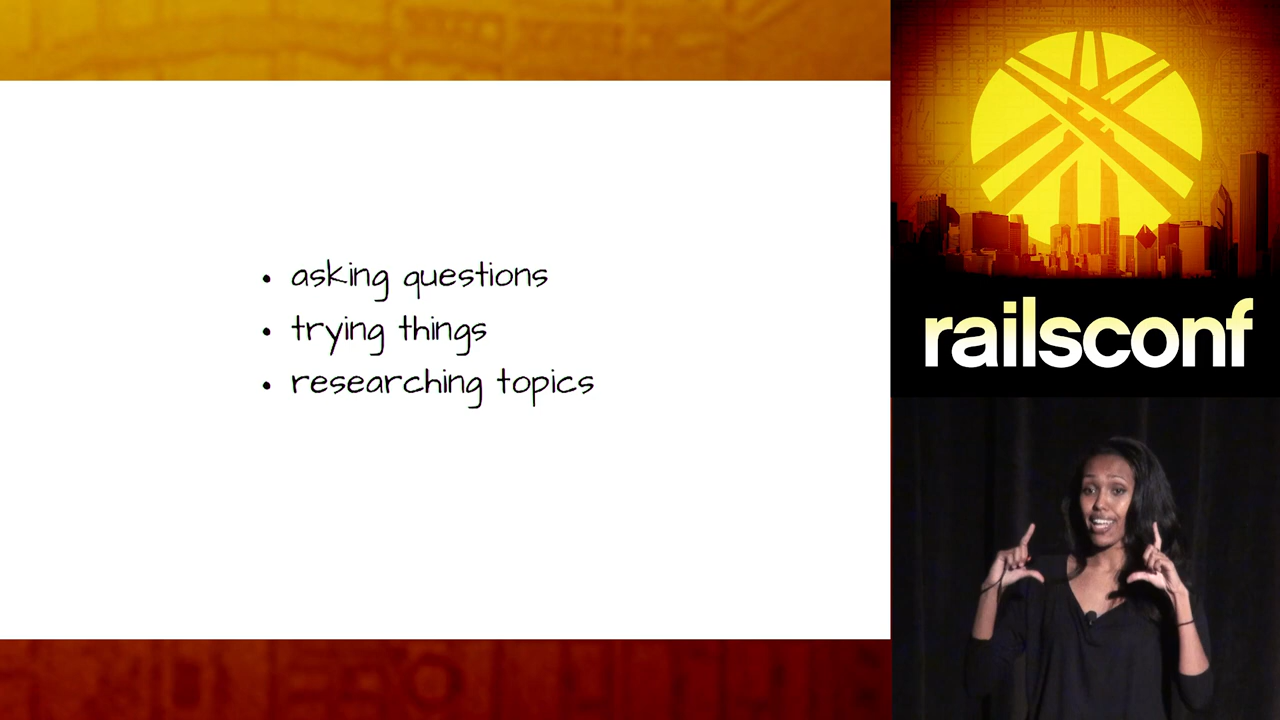 • asking questions
• trying things
• researching topics
railsconf